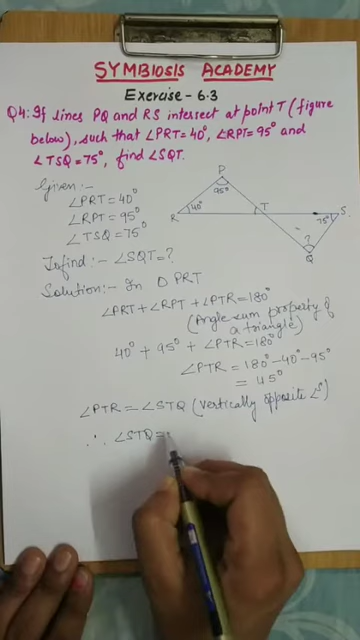 SYMBIOSIS ACADEMY
Exercise - 6.3
Q4:- If lines PQ and RS intersect at point T (figure
below), such that ∠PRT = 40°, ∠RPT = 95° and
∠TSQ = 75°, find ∠SQT.
Given :-
∠PRT = 40°
∠RPT = 95°
∠TSQ = 75°
To find :- ∠SQT = ?
P
95°
R
40°
T
75°
S
?
Q
Solution:- In △ PRT
∠PRT + ∠RPT + ∠PTR = 180°
(Angle sum property of
a triangle)
40° + 95° + ∠PTR = 180°
∠PTR = 180° - 40° - 95°
= 45°
∠PTR = ∠STQ (vertically opposite ∠s)
∴ ∠STQ =